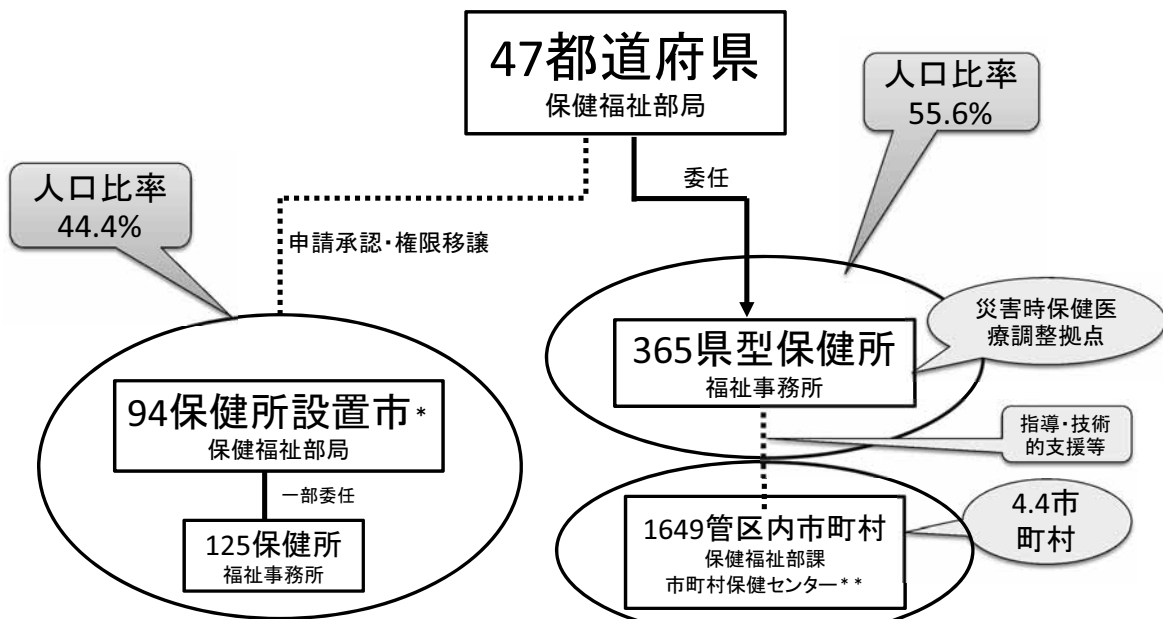 47都道府県
保健福祉部局
人口比率
55.6%
委任
人口比率
44.4%
申請承認・権限移譲
災害時保健医
療調整拠点
365県型保健所
福祉事務所
94保健所設置市*
保健福祉部局
指導・技術
的支援等
一部委任
4.4市
町村
1649管区内市町村
保健福祉部課
市町村保健センター**
125保健所
福祉事務所